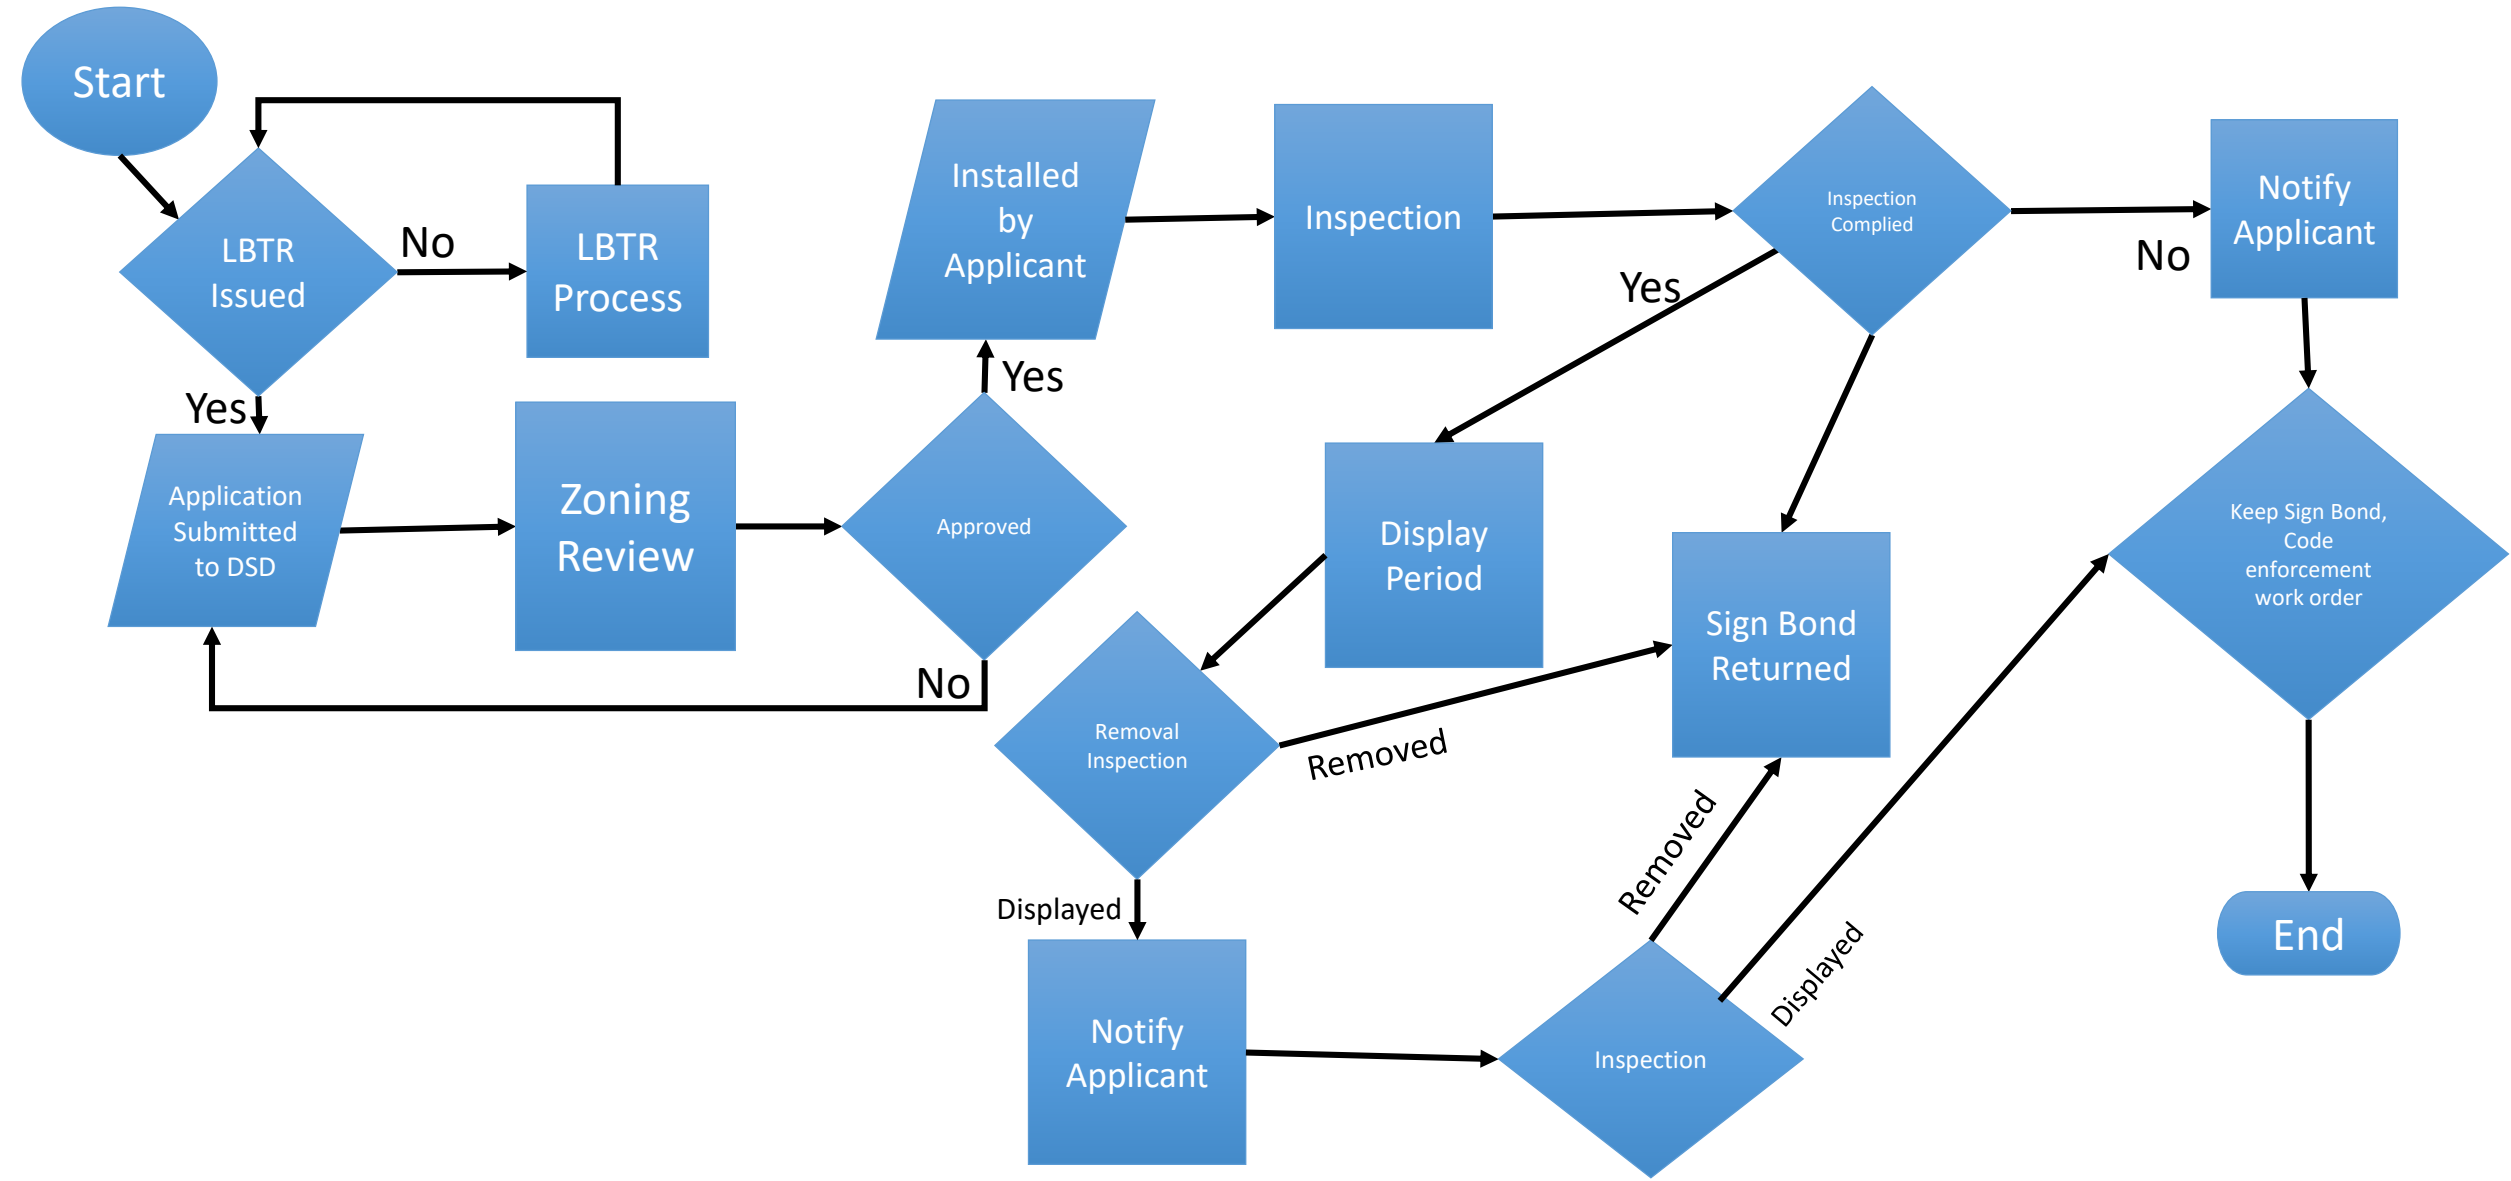 Start
LBTR
Issued
No
LBTR
Process
Yes
Application
Submitted
to DSD
Zoning
Review
Approved
No
Yes
Installed
by
Applicant
Inspection
Inspection
Complied
No
Notify
Applicant
Yes
Display
Period
Sign Bond
Returned
Keep Sign Bond,
Code
enforcement
work order
Removal
Inspection
Removed
Displayed
Notify
Applicant
Inspection
Removed
Displayed
End